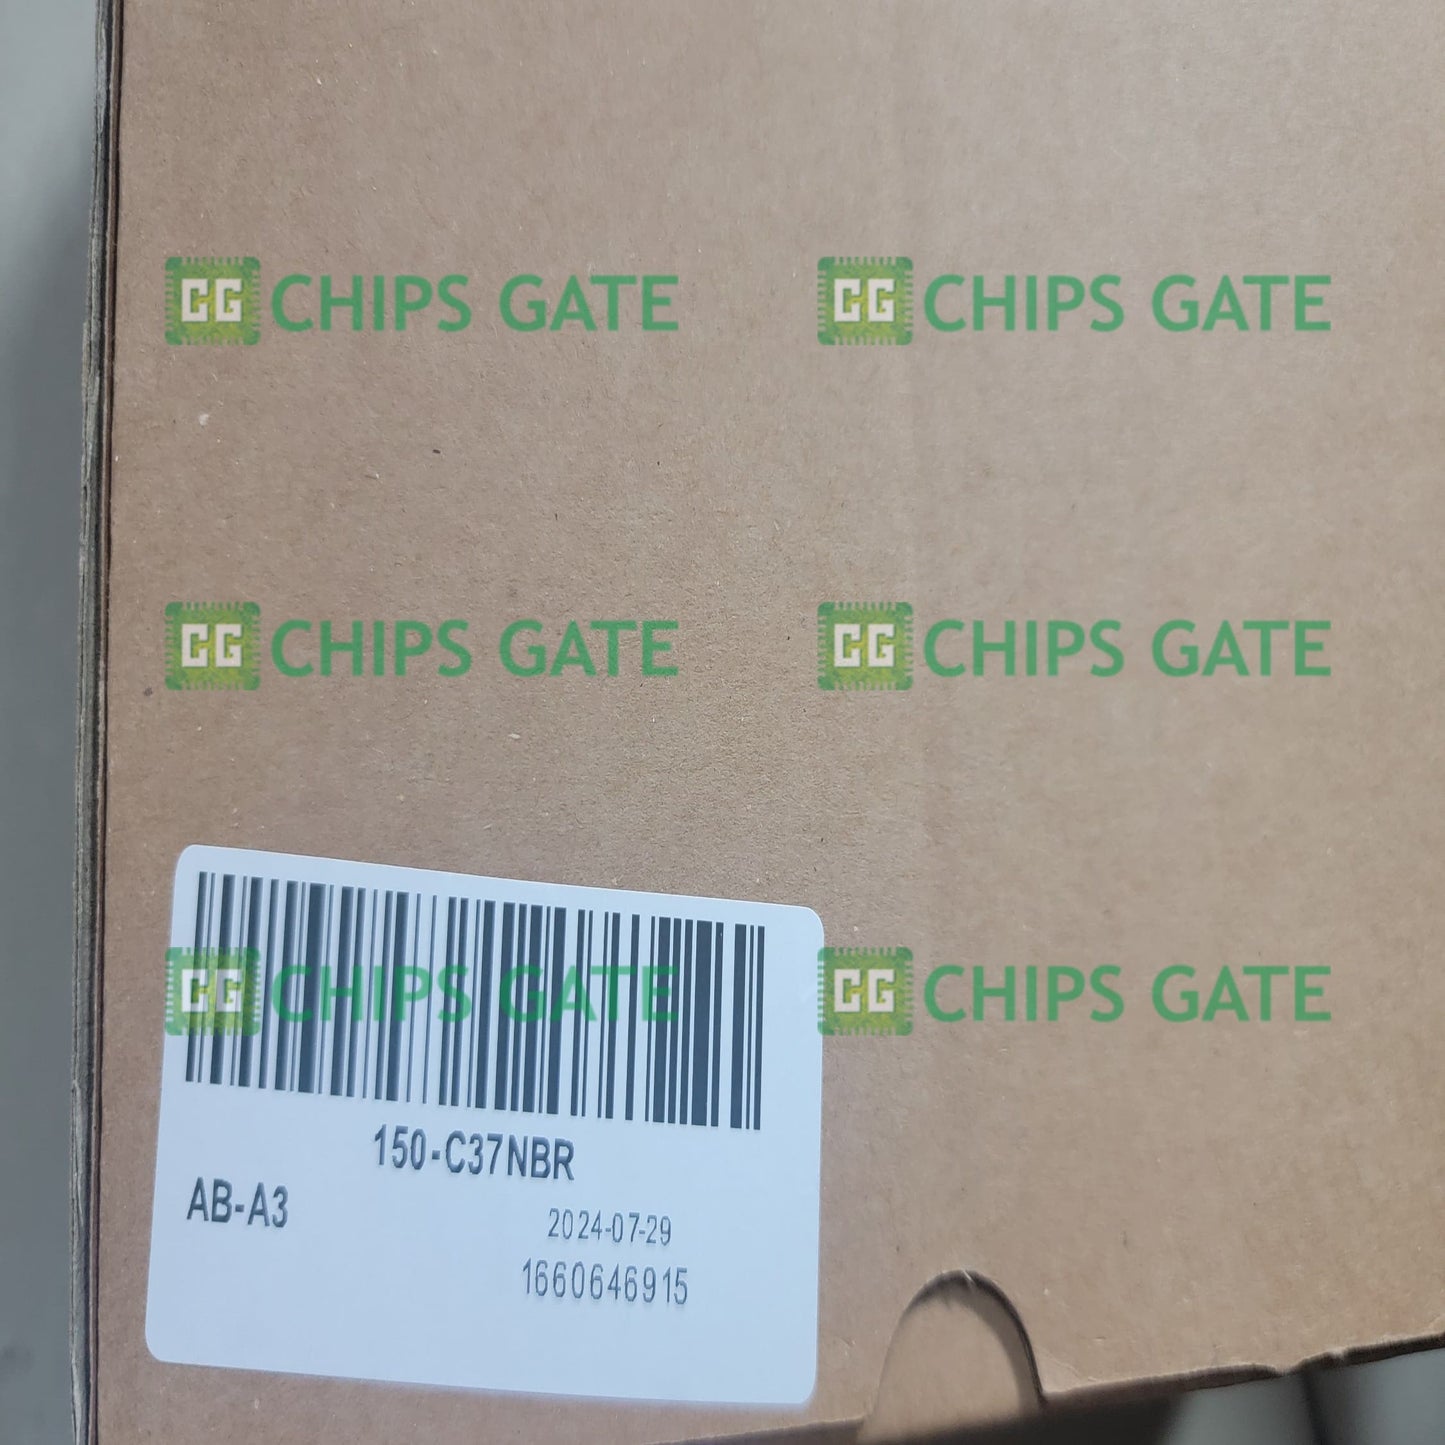 CG CHIPS GATE CG CHIPS GATE
CG CHIPS GATE CG CHIPS GATE
CG CHIPS GATE CG CHIPS GATE
150-C37NBR
AB-A3
2024-07-29
1660646915